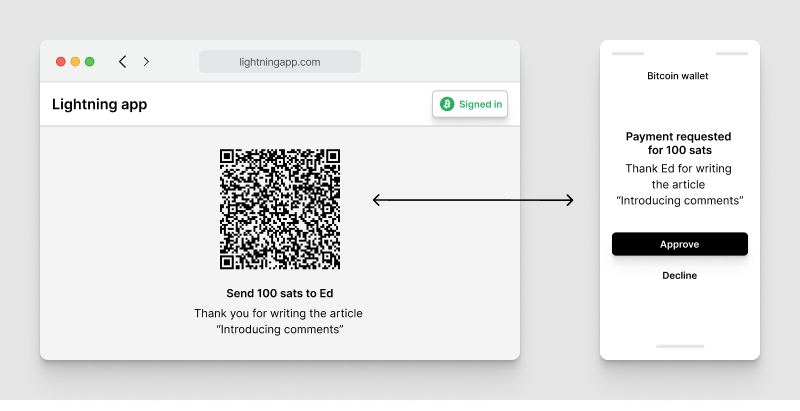 lightningapp.com
Lightning app
Signed in
Send 100 sats to Ed
Thank you for writing the article
“Introducing comments”
Bitcoin wallet
Payment requested
for 100 sats
Thank Ed for writing
the article
“Introducing comments”
Approve
Decline